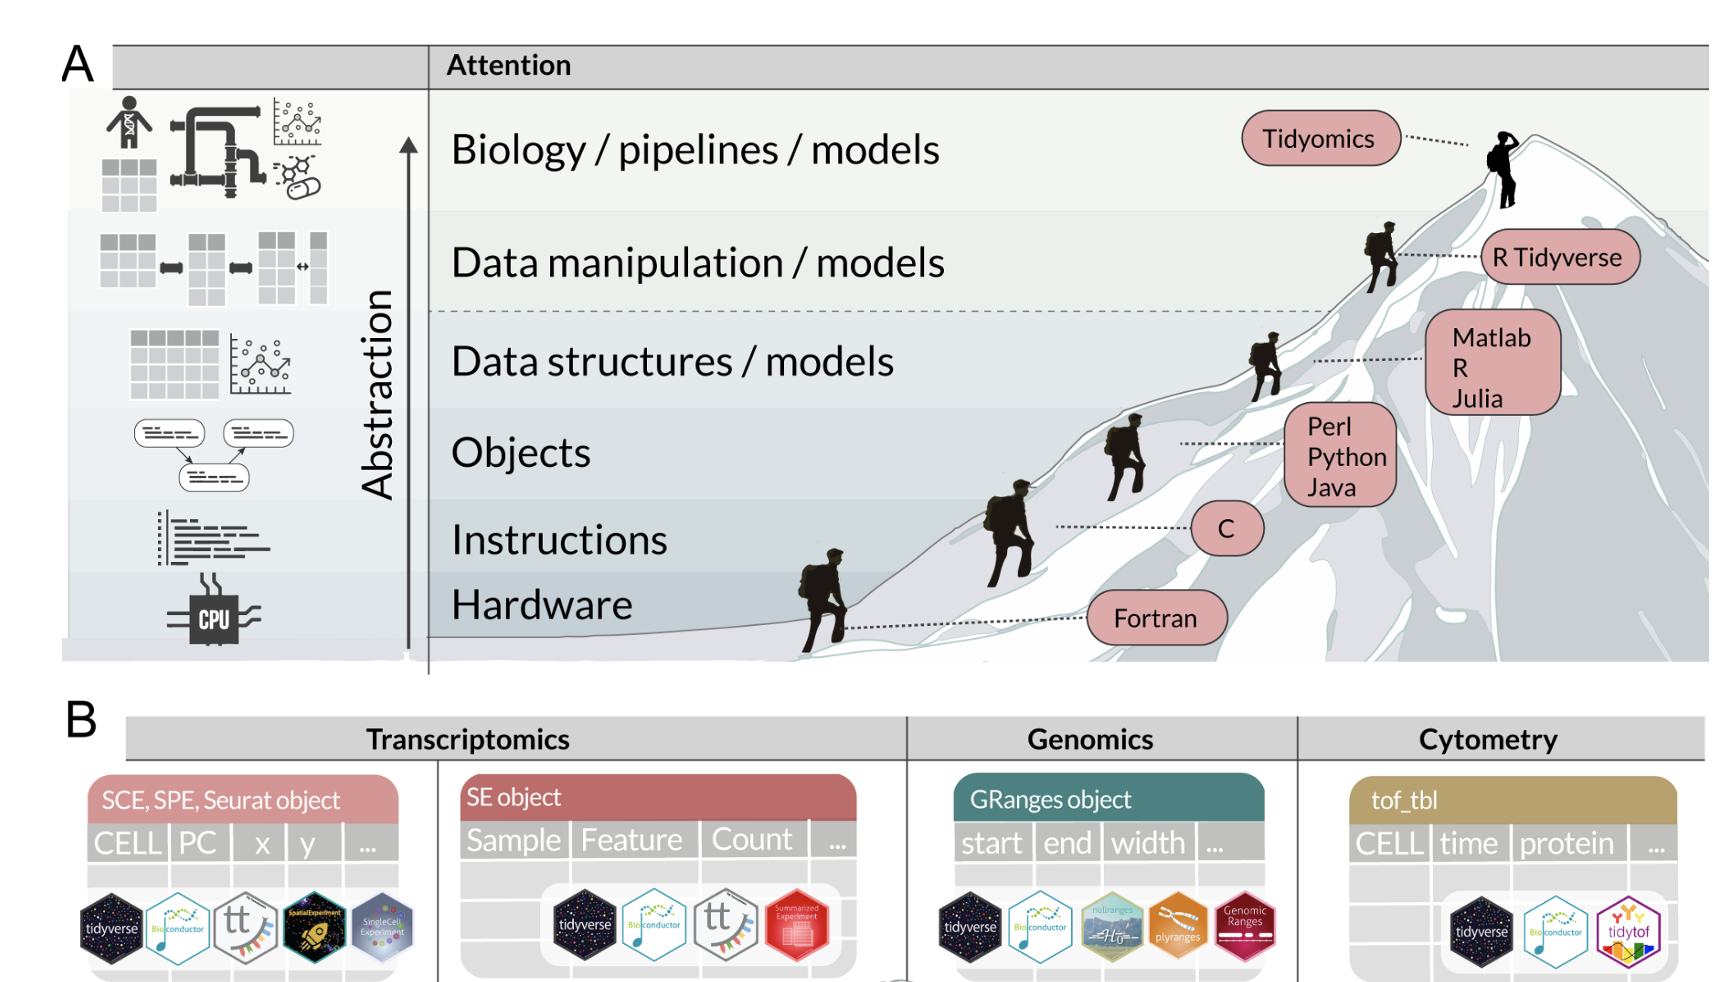 A
Attention
Biology / pipelines / models
Tidyomics
Data manipulation / models
R Tidyverse
Abstraction
Data structures / models
Matlab
R
Julia
Objects
Perl
Python
Java
Instructions
C
CPU
Hardware
Fortran
B
Transcriptomics
Genomics
Cytometry
SCE, SPE, Seurat object
CELL PC x y ...
tidyverse
Bioconductor
tt
SpatialExperiment
SingleCell
Experiment
SE object
Sample Feature Count ...
tidyverse
Bioconductor
tt
Summarized
Experiment
GRanges object
start end width ...
tidyverse
Bioconductor
nullranges
H0
plyranges
Genomic
Ranges
tof_tbl
CELL time protein ...
tidyverse
Bioconductor
tidytof